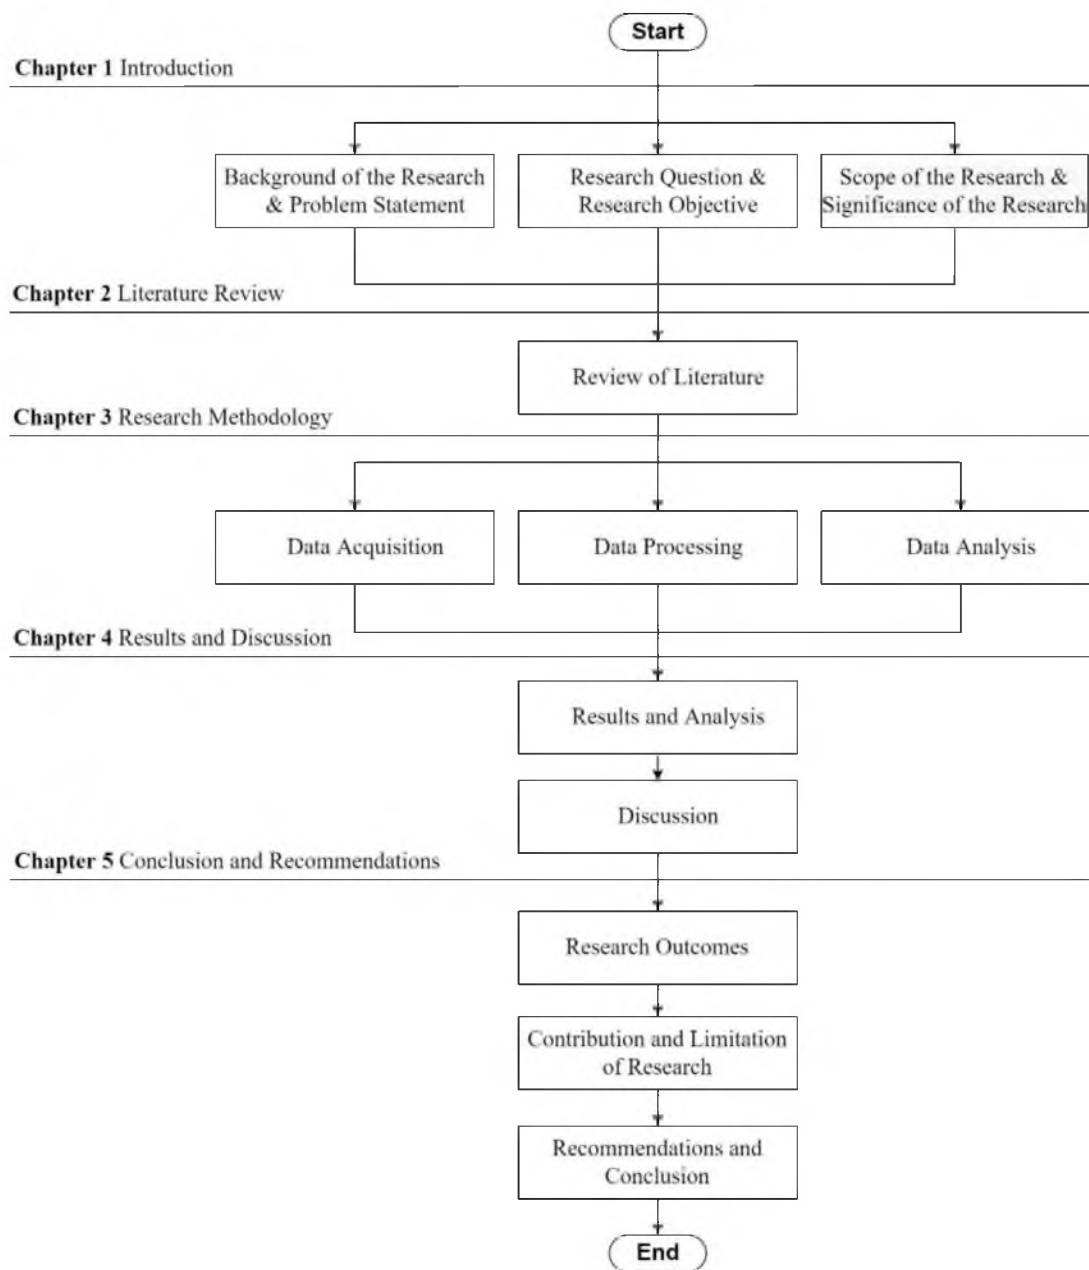 Start
Chapter 1 Introduction
Background of the Research
& Problem Statement
Research Question &
Research Objective
Scope of the Research &
Significance of the Research
Chapter 2 Literature Review
Review of Literature
Chapter 3 Research Methodology
Data Acquisition
Data Processing
Data Analysis
Chapter 4 Results and Discussion
Results and Analysis
Discussion
Chapter 5 Conclusion and Recommendations
Research Outcomes
Contribution and Limitation
of Research
Recommendations and
Conclusion
End